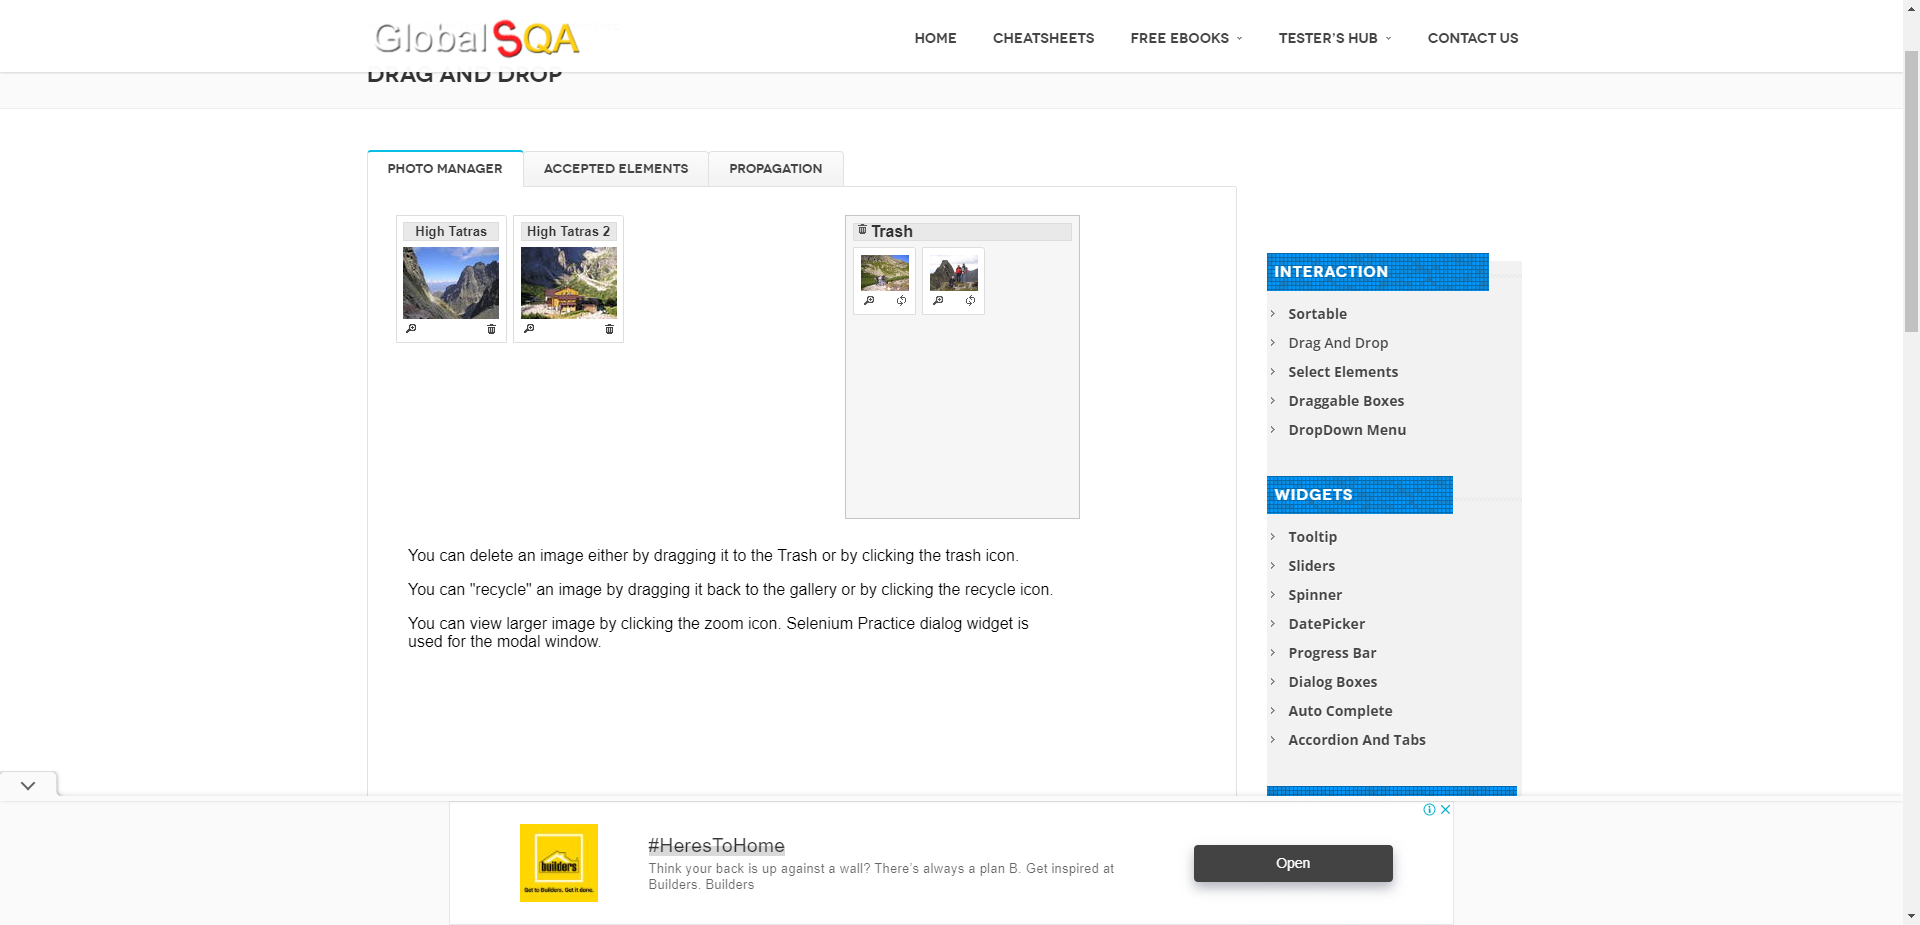 GlobalSQA
HOME
CHEATSHEETS
FREE EBOOKS
TESTER'S HUB
CONTACT US
DRAG AND DROP
PHOTO MANAGER
ACCEPTED ELEMENTS
PROPAGATION
High Tatras
High Tatras 2
Trash
You can delete an image either by dragging it to the Trash or by clicking the trash icon.
You can "recycle" an image by dragging it back to the gallery or by clicking the recycle icon.
You can view larger image by clicking the zoom icon. Selenium Practice dialog widget is
used for the modal window.
INTERACTION
Sortable
Drag And Drop
Select Elements
Draggable Boxes
DropDown Menu
WIDGETS
Tooltip
Sliders
Spinner
DatePicker
Progress Bar
Dialog Boxes
Auto Complete
Accordion And Tabs
builders
Get to Builders. Get it done.
#HeresToHome
Think your back is up against a wall? There's always a plan B. Get inspired at
Builders. Builders
Open